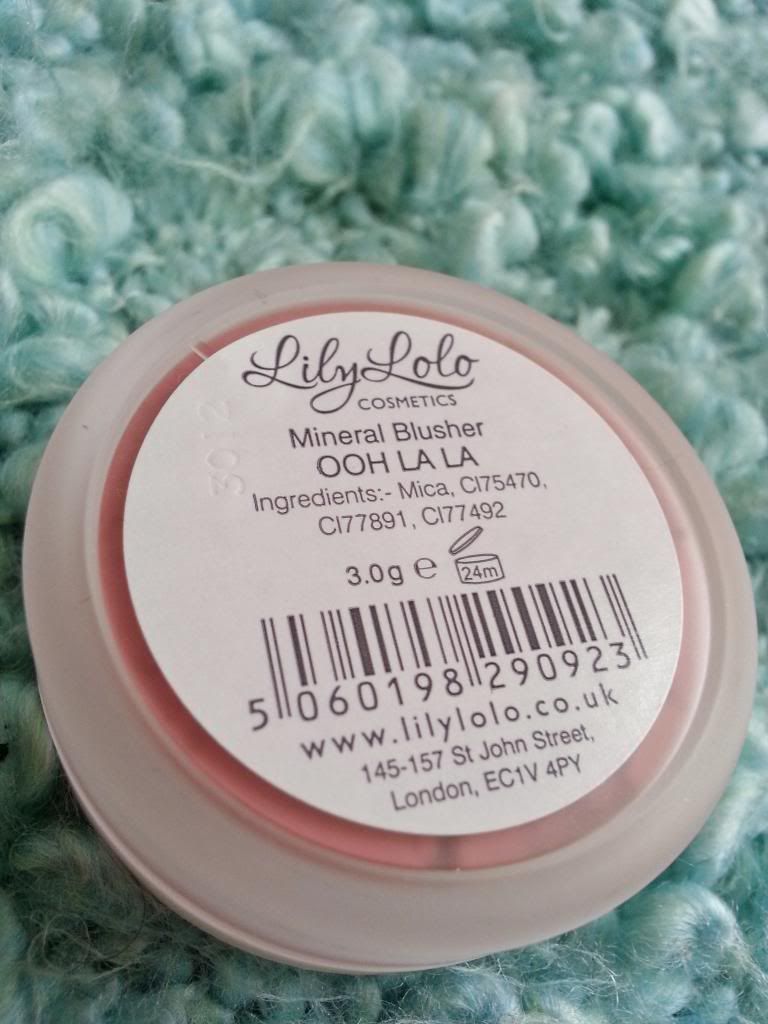 LilyLolo
COSMETICS
Mineral Blusher
OOH LA LA
Ingredients:- Mica, CI75470,
CI77891, CI77492
3.0g ℮ 24m
5 060198 290923
www.lilylolo.co.uk
145-157 St John Street,
London, EC1V 4PY
3012